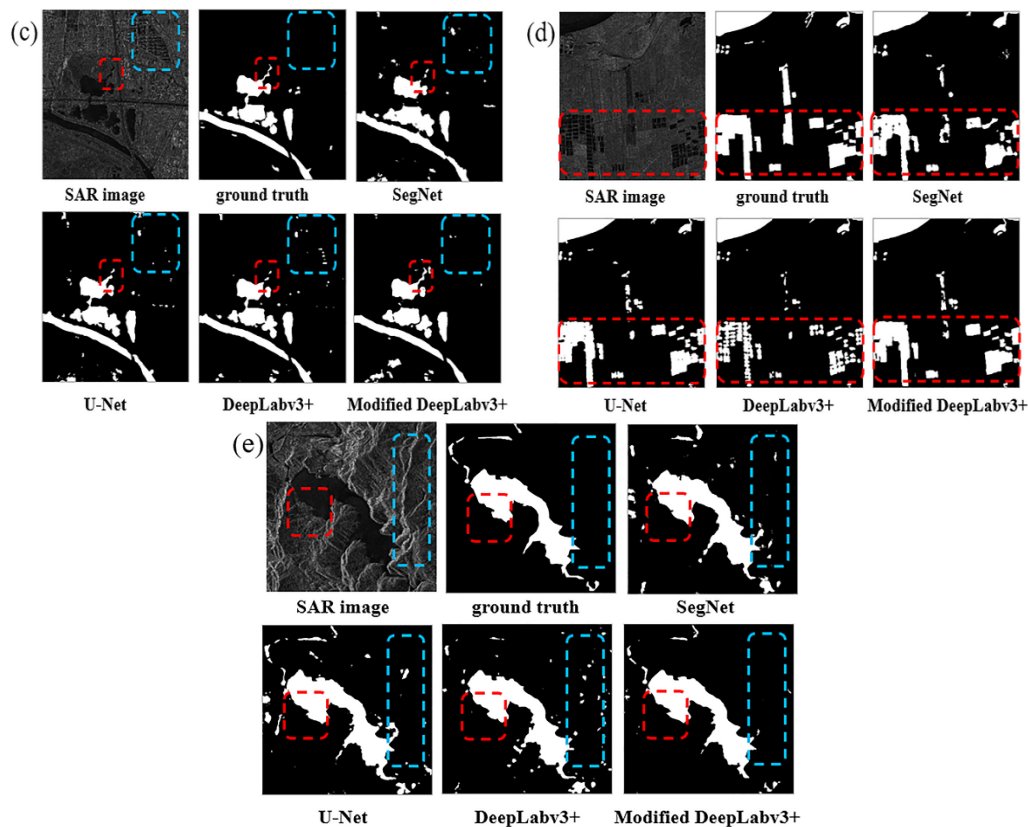 (c)
(d)
SAR image ground truth SegNet
SAR image ground truth SegNet
U-Net DeepLabv3+ Modified DeepLabv3+
U-Net DeepLabv3+ Modified DeepLabv3+
(e)
SAR image ground truth SegNet
U-Net DeepLabv3+ Modified DeepLabv3+